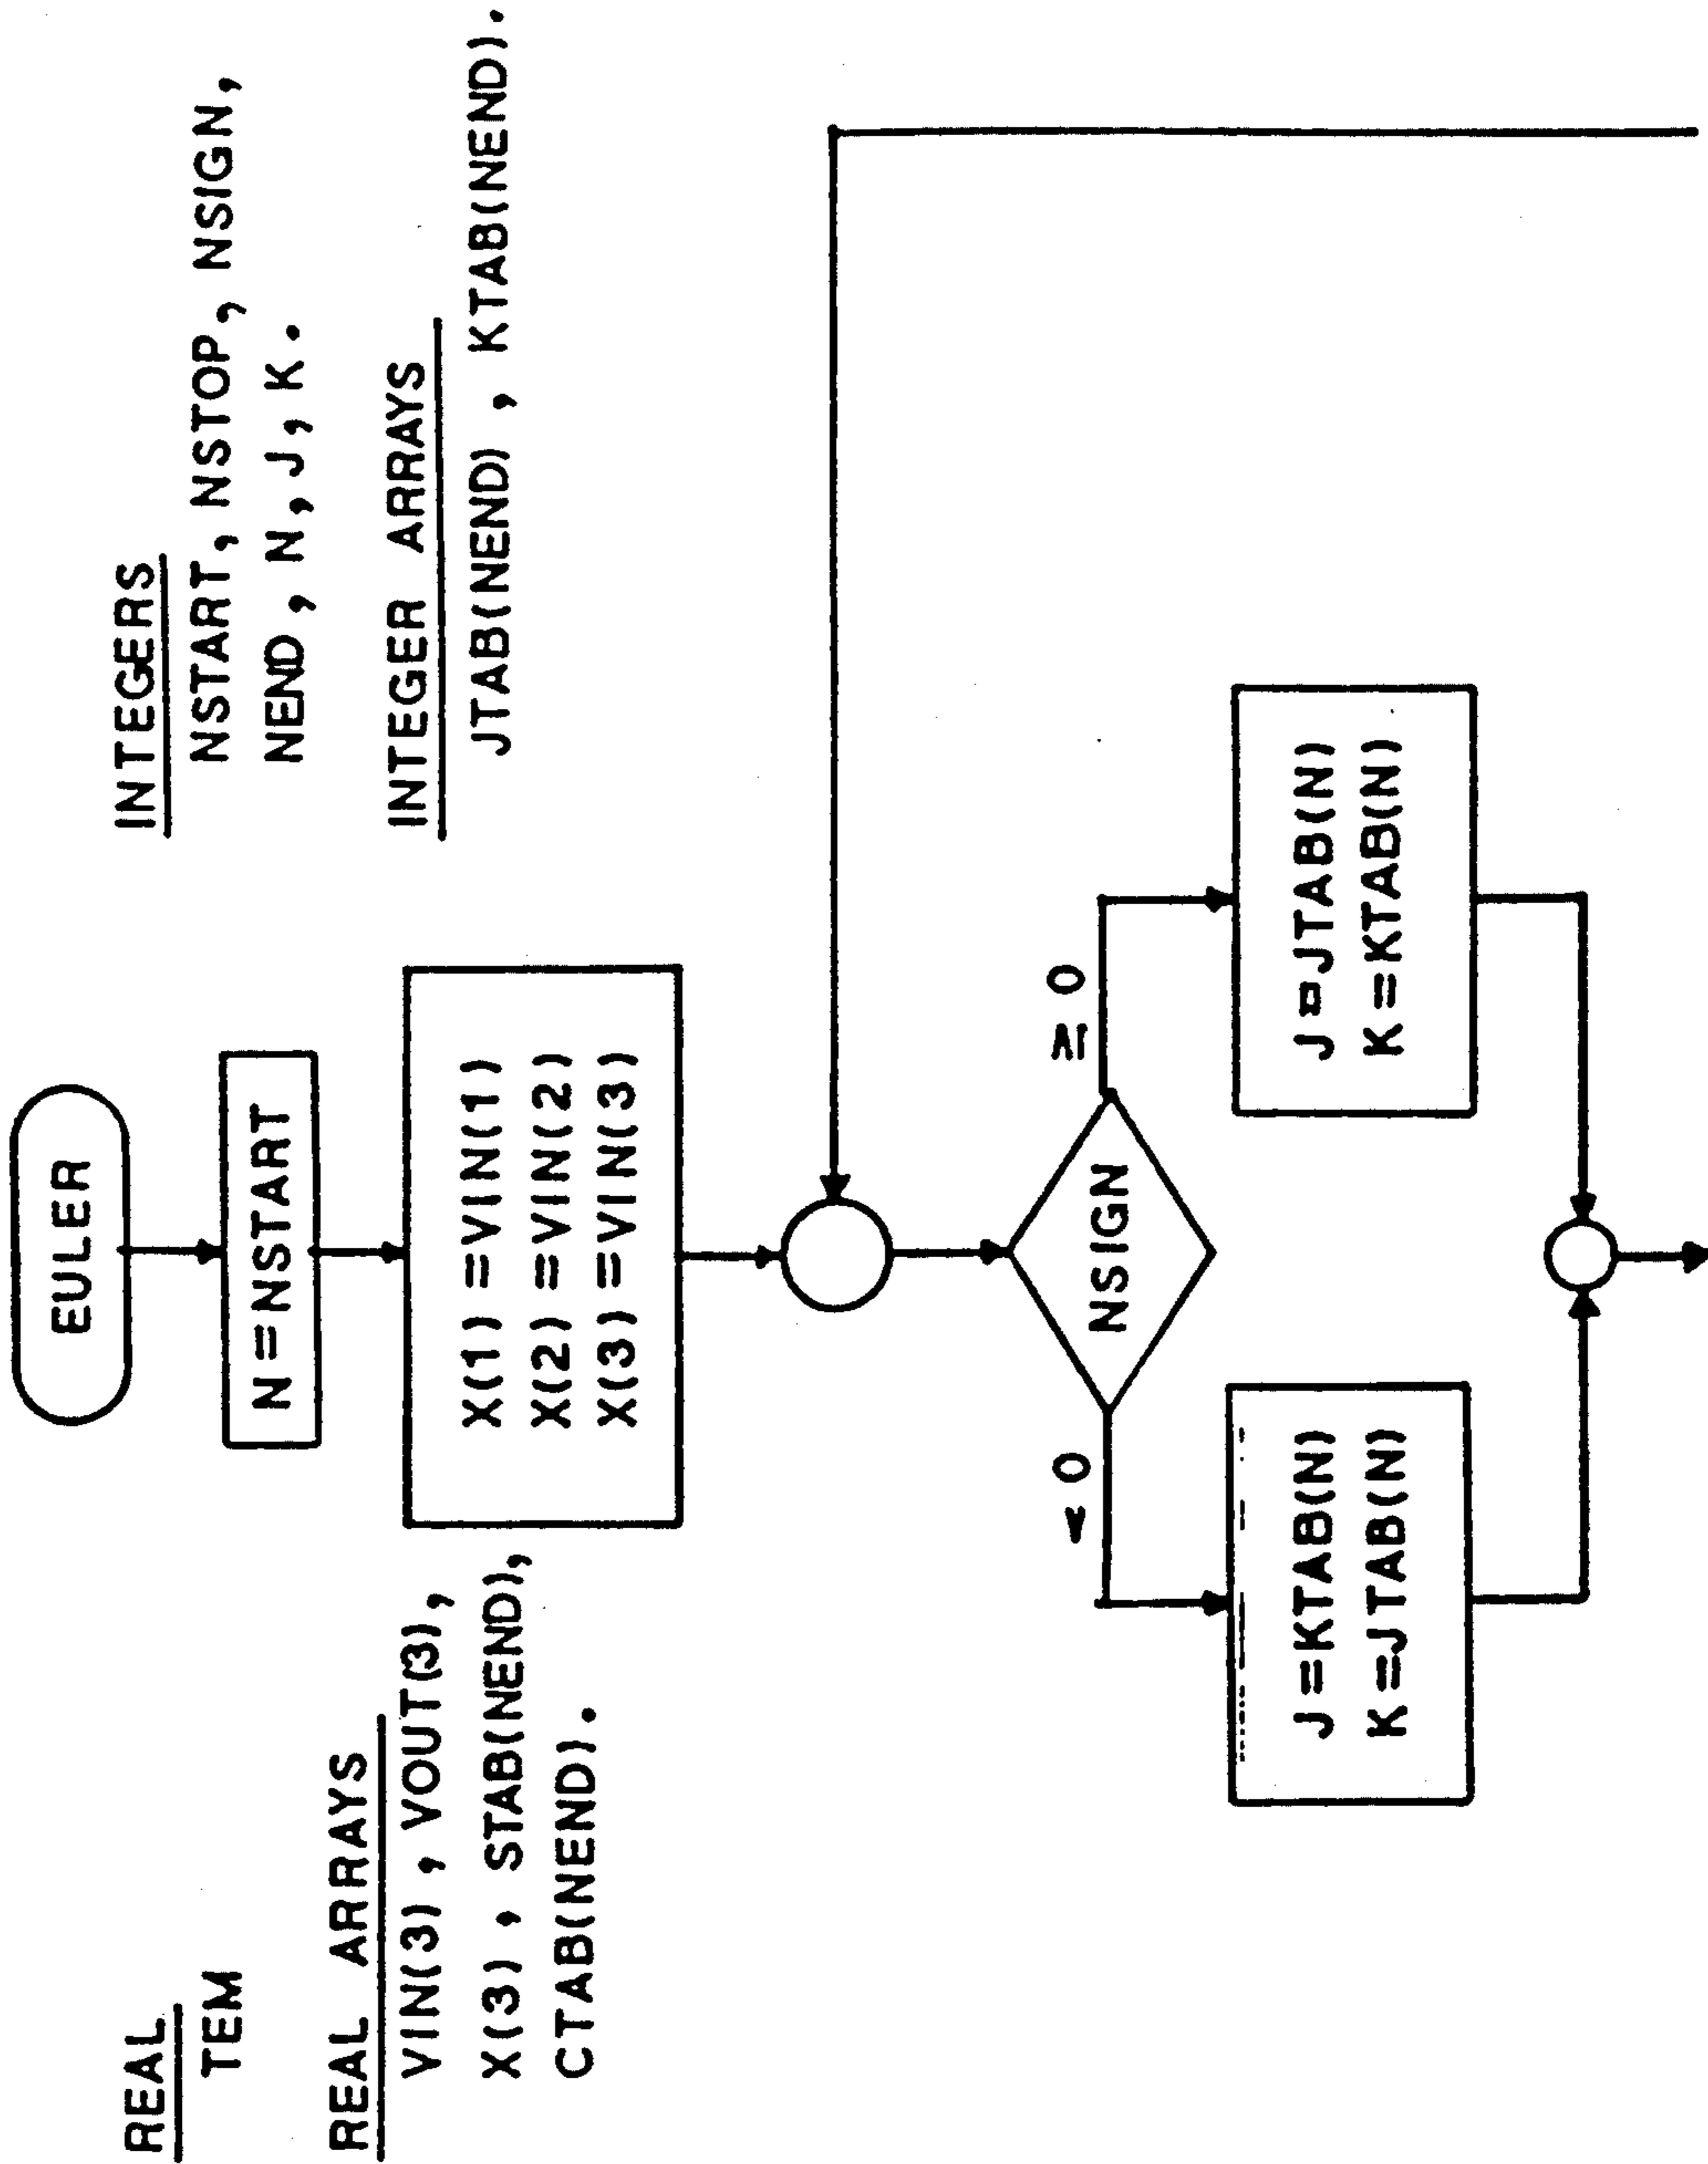 REAL
TEM
REAL ARRAYS
VIN(3), VOUT(3),
X(3), STAB(NEND),
CTAB(NEND).
EULER
N=NSTART
X(1)=VIN(1)
X(2)=VIN(2)
X(3)=VIN(3)
INTEGERS
NSTART, NSTOP, NSIGN,
NEND, N, J, K.
INTEGER ARRAYS
JTAB(NEND), KTAB(NEND).
NSIGN
< 0
≥ 0
J=KTAB(N)
K=JTAB(N)
J=JTAB(N)
K=KTAB(N)